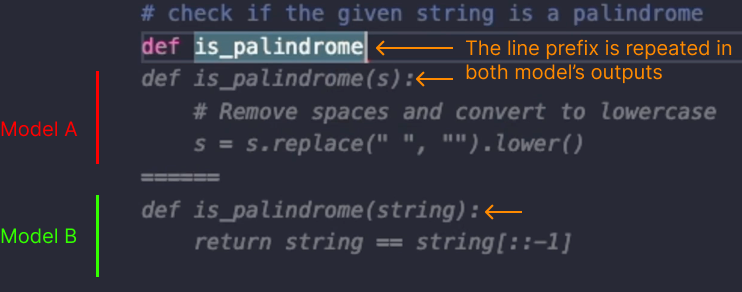 # check if the given string is a palindrome
def is_palindrome
The line prefix is repeated in
both model's outputs
def is_palindrome(s):
# Remove spaces and convert to lowercase
Model A
s = s.replace(" ", "").lower()
======
def is_palindrome(string):
Model B
return string == string[::-1]